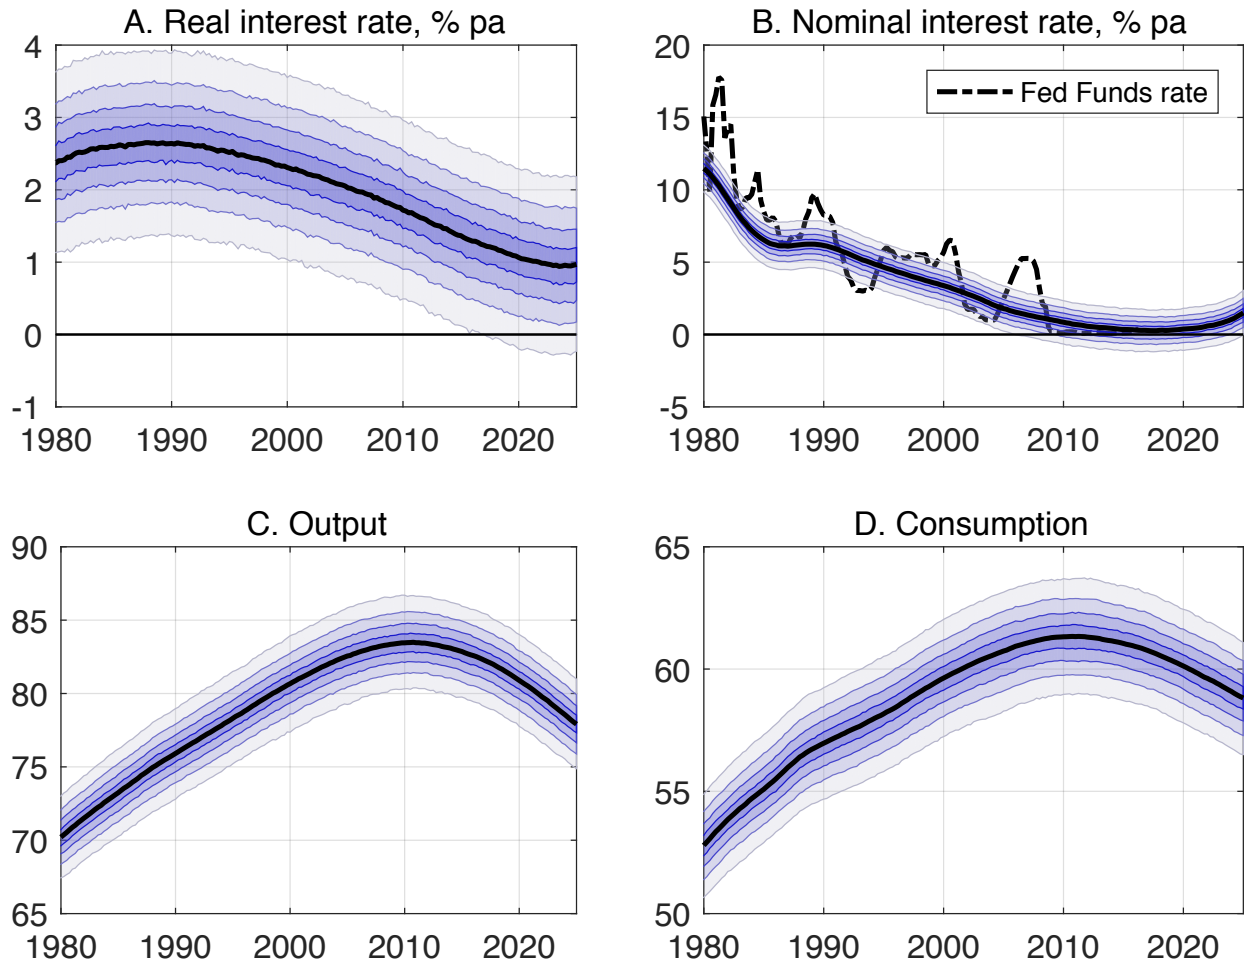 A. Real interest rate, % pa
4
3
2
1
0
-1
1980 1990 2000 2010 2020
B. Nominal interest rate, % pa
20
15
10
5
0
-5
Fed Funds rate
1980 1990 2000 2010 2020
C. Output
90
85
80
75
70
65
1980 1990 2000 2010 2020
D. Consumption
65
60
55
50
1980 1990 2000 2010 2020